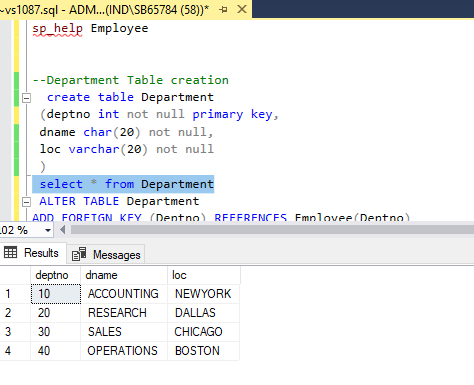 ~vs1087.sql - ADM...(IND\SB65784 (58))*
sp_help Employee
--Department Table creation
create table Department
(deptno int not null primary key,
dname char(20) not null,
loc varchar(20) not null
)
select * from Department
ALTER TABLE Department
ADD FOREIGN KEY (Deptno) REFERENCES Employee(Deptno)
.02 %
Results Messages
deptno dname loc
1 10 ACCOUNTING NEWYORK
2 20 RESEARCH DALLAS
3 30 SALES CHICAGO
4 40 OPERATIONS BOSTON